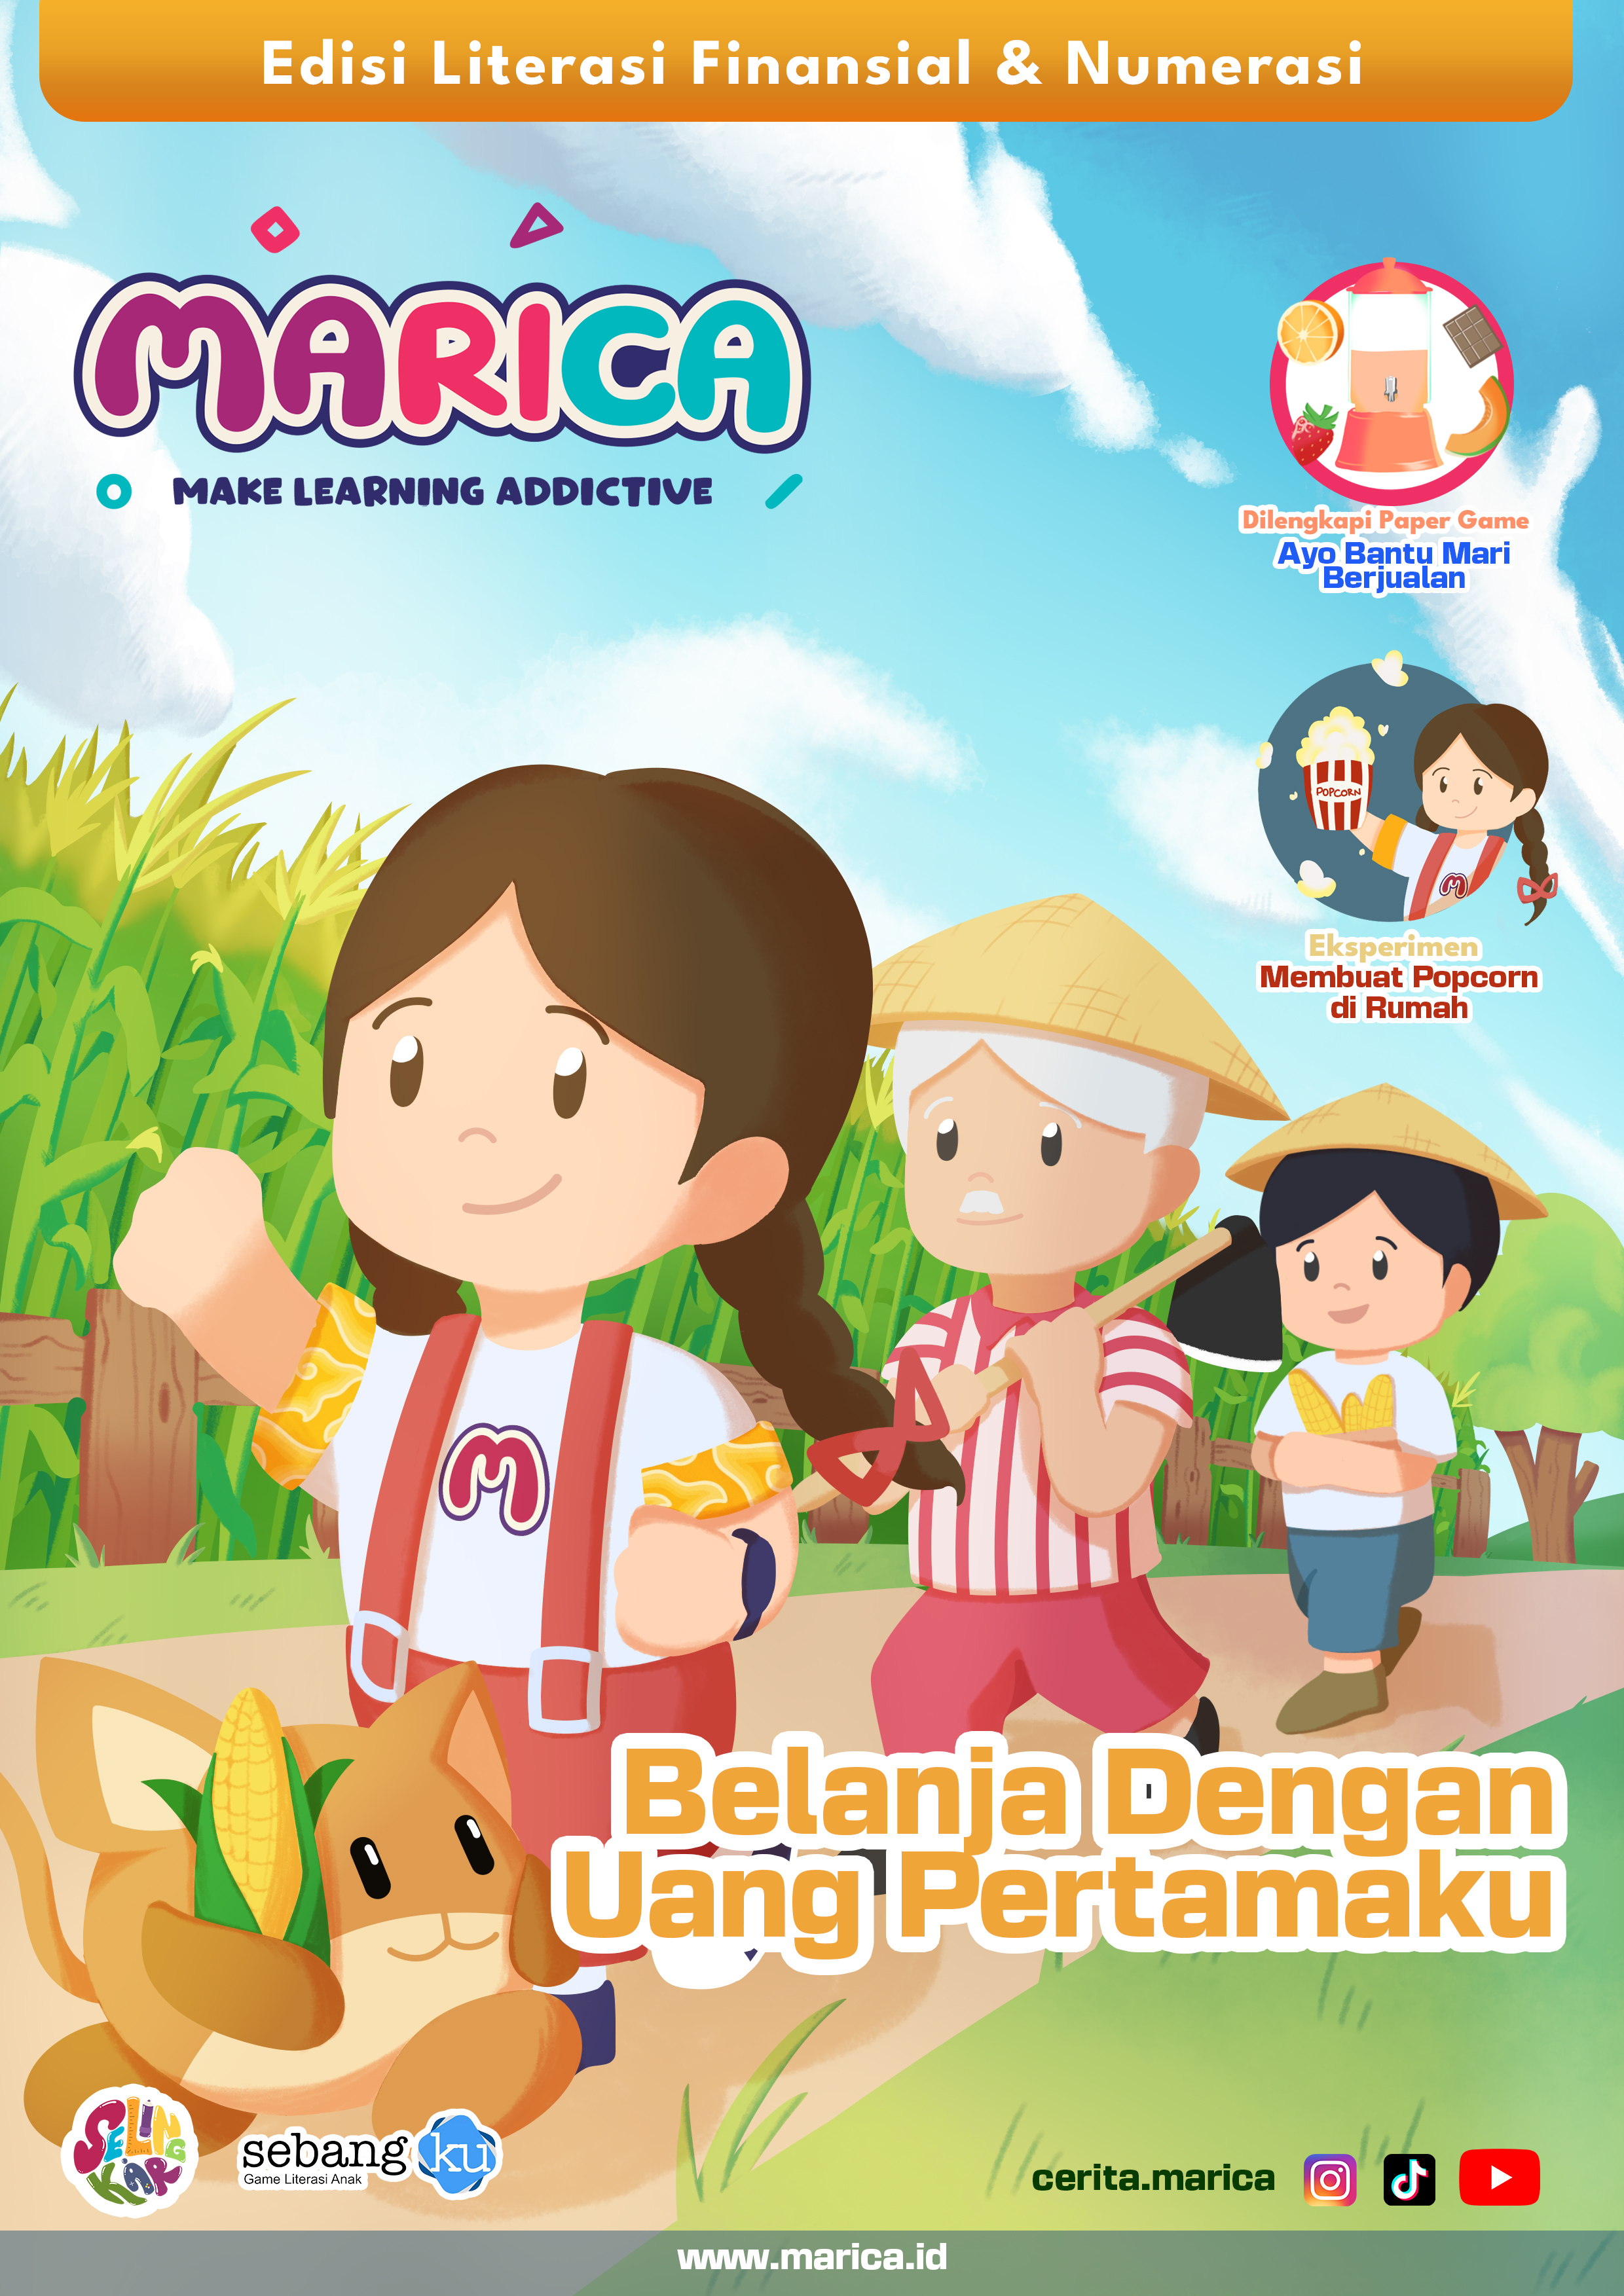 Edisi Literasi Finansial & Numerasi
MARICA
MAKE LEARNING ADDICTIVE
Dilengkapi Paper Game
Ayo Bantu Mari
Berjualan
POPCORN
M
Eksperimen
Membuat Popcorn
di Rumah
M
Belanja Dengan
Uang Pertamaku
SELINGKAR
sebangku
Game Literasi Anak
cerita.marica
www.marica.id